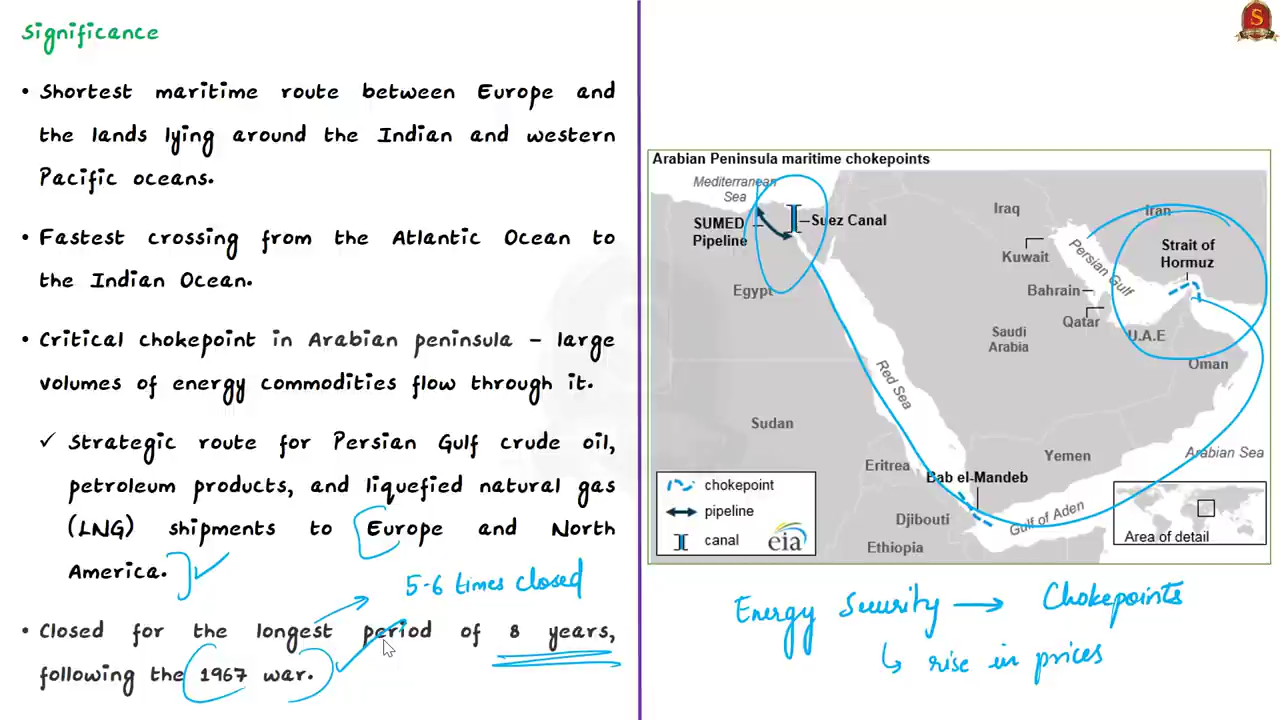 Significance
• Shortest maritime route between Europe and
the lands lying around the Indian and western
Pacific oceans.
• Fastest crossing from the Atlantic Ocean to
the Indian Ocean.
• Critical chokepoint in Arabian peninsula – large
volumes of energy commodities flow through it.
✓ Strategic route for Persian Gulf crude oil,
petroleum products, and liquefied natural gas
(LNG) shipments to Europe and North
America.
5-6 times closed
• Closed for the longest period of 8 years,
following the 1967 war.
S
Arabian Peninsula maritime chokepoints
Mediterranean
Sea
SUMED
Pipeline
Suez Canal
Iraq
Iran
Kuwait
Persian Gulf
Strait of
Hormuz
Egypt
Bahrain
Qatar
U.A.E
Saudi
Arabia
Oman
Red Sea
Sudan
Arabian Sea
Eritrea
Yemen
Bab el-Mandeb
Djibouti
Gulf of Aden
Ethiopia
chokepoint
pipeline
canal
eia
Area of detail
Energy Security → Chokepoints
↳ rise in prices